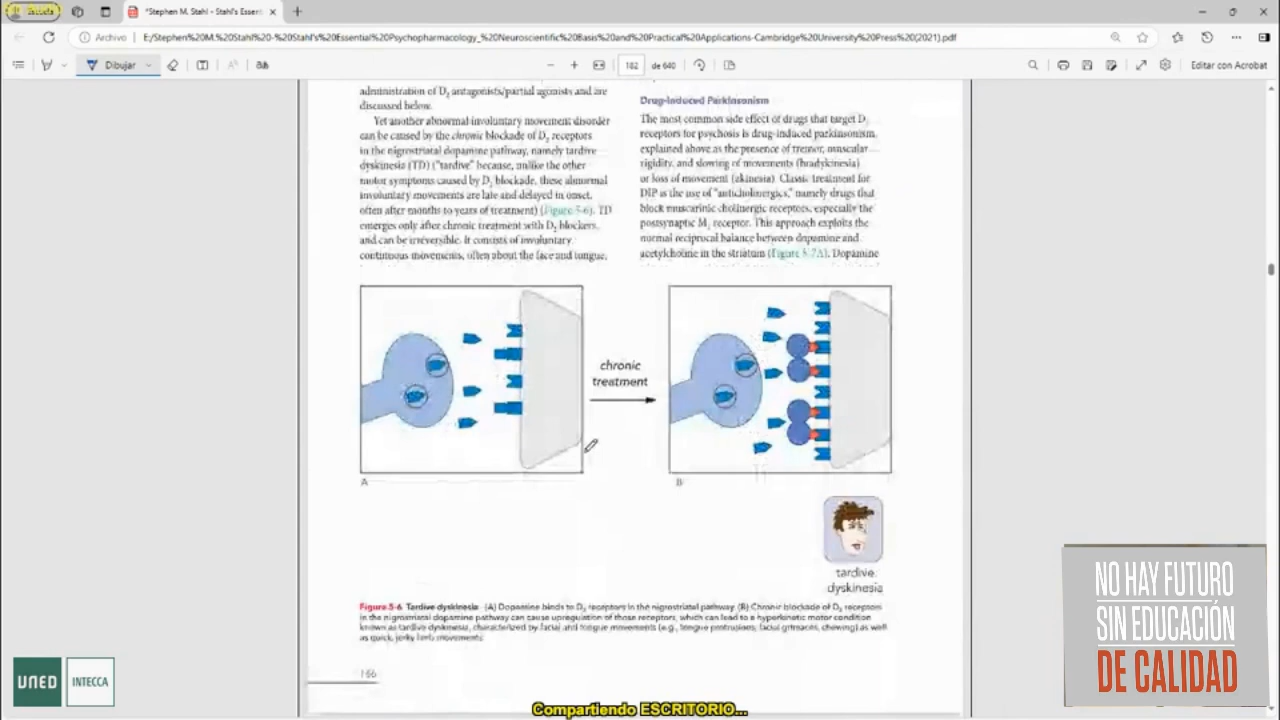 Escucha
*Stephen M. Stahl - Stahl's Essen
Archivo
E:/Stephen%20M.%20Stahl%20-%20Stahl's%20Essential%20Psychopharmacology_%20Neuroscientific%20Basis%20and%20Practical%20Applications-Cambridge%20University%20Press%20(2021).pdf
Dibujar
182 de 640
Editar con Acrobat
administration of D2 antagonists/partial agonists and are
discussed below.
Yet another abnormal involuntary movement disorder
can be caused by the chronic blockade of D2 receptors
in the nigrostriatal dopamine pathway, namely tardive
dyskinesia (TD) ("tardive" because, unlike the other
motor symptoms caused by D2 blockade, these abnormal
involuntary movements are late and delayed in onset,
often after months to years of treatment) (Figure 5-6). TD
emerges only after chronic treatment with D2 blockers,
and can be irreversible. It consists of involuntary
continuous movements, often about the face and tongue,
Drug-Induced Parkinsonism
The most common side effect of drugs that target D2
receptors for psychosis is drug-induced parkinsonism,
explained above as the presence of tremor, muscular
rigidity, and slowing of movements (bradykinesia)
or loss of movement (akinesia). Classic treatment for
DIP is the use of "anticholinergics," namely drugs that
block muscarinic cholinergic receptors, especially the
postsynaptic M1 receptor. This approach exploits the
normal reciprocal balance between dopamine and
acetylcholine in the striatum (Figure 5-7A). Dopamine
chronic
treatment
A
B
tardive
dyskinesia
Figure 5-6 Tardive dyskinesia (A) Dopamine binds to D2 receptors in the nigrostriatal pathway. (B) Chronic blockade of D2 receptors
in the nigrostriatal dopamine pathway can cause upregulation of those receptors, which can lead to a hyperkinetic motor condition
known as tardive dyskinesia, characterized by facial and tongue movements (e.g., tongue protrusions, facial grimaces, chewing) as well
as quick, jerky limb movements.
166
NO HAY FUTURO
SIN EDUCACIÓN
DE CALIDAD
UNED
INTECCA
Compartiendo ESCRITORIO...